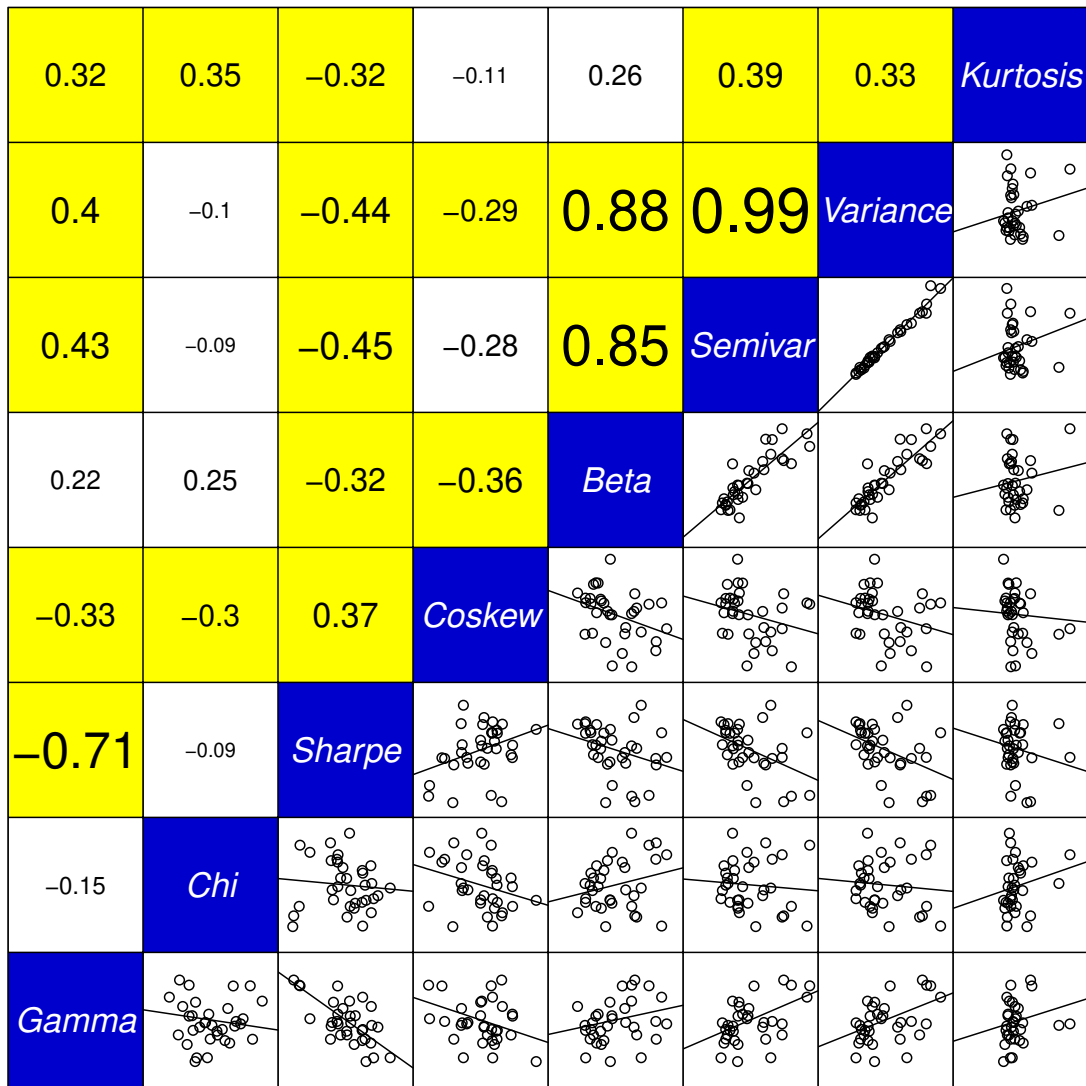 0.32 0.35 −0.32 −0.11 0.26 0.39 0.33 Kurtosis
0.4 −0.1 −0.44 −0.29 0.88 0.99 Variance
0.43 −0.09 −0.45 −0.28 0.85 Semivar
0.22 0.25 −0.32 −0.36 Beta
−0.33 −0.3 0.37 Coskew
−0.71 −0.09 Sharpe
−0.15 Chi
Gamma